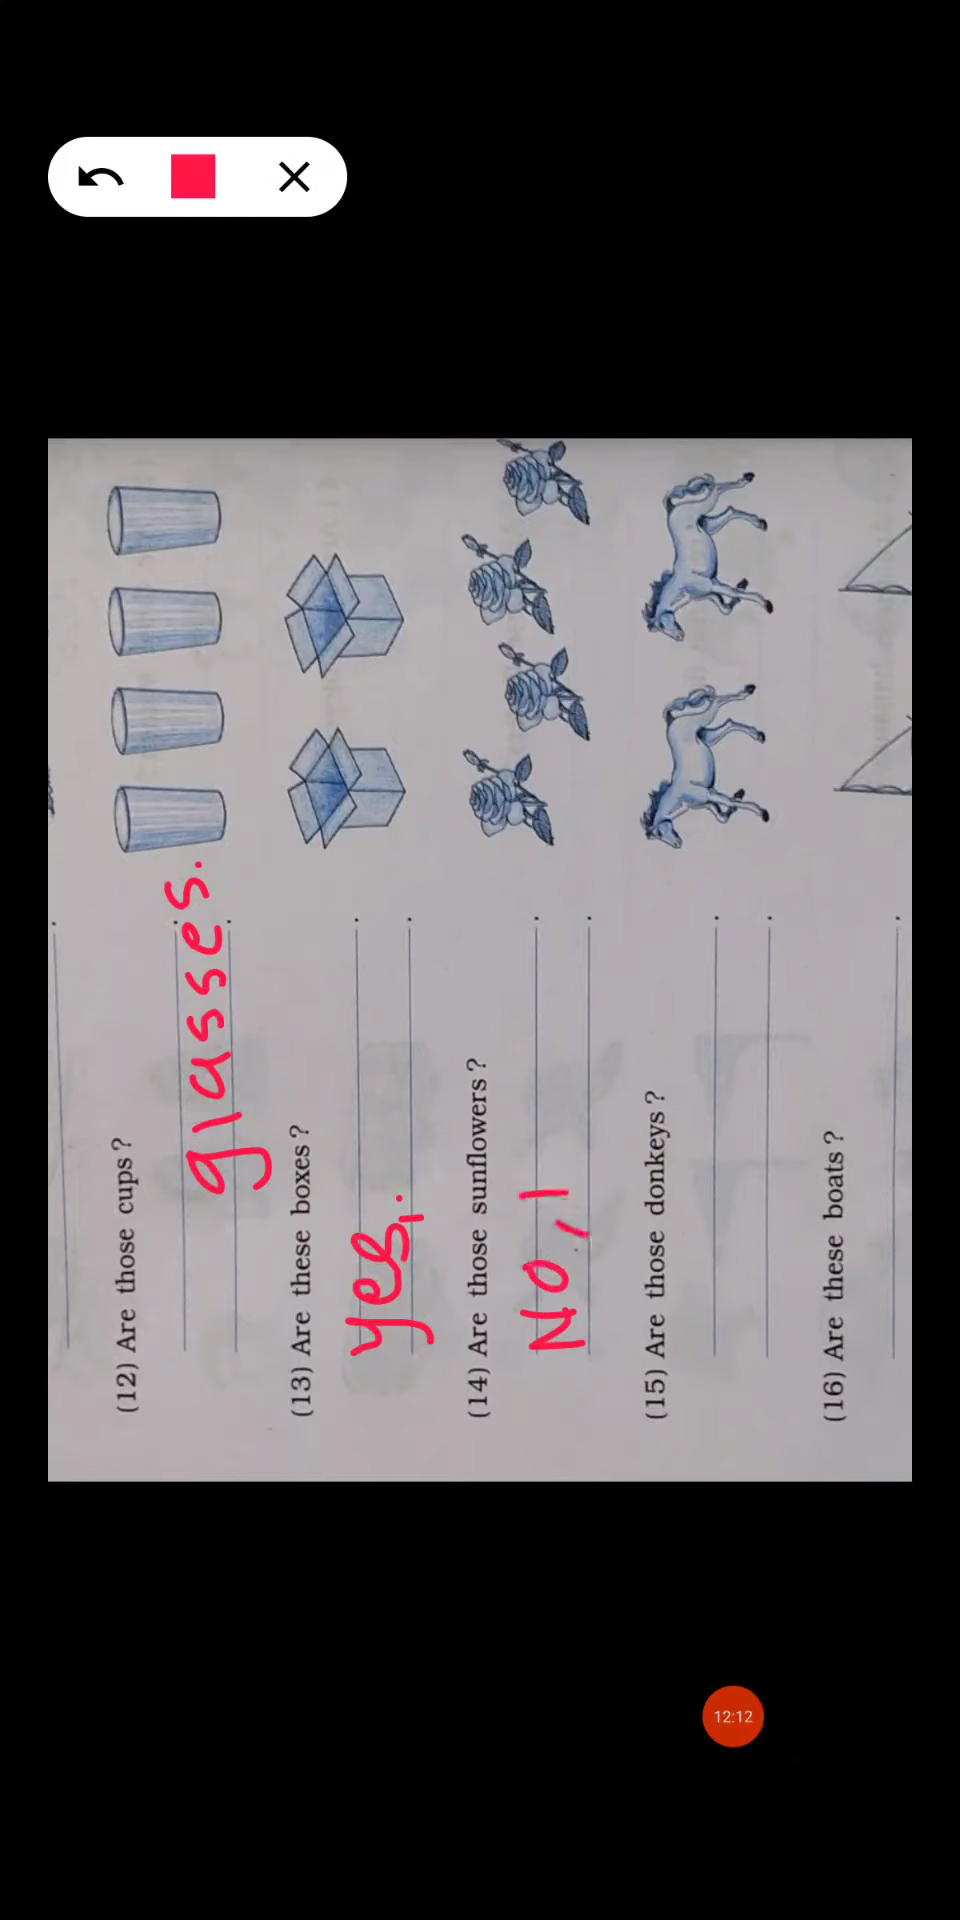 (12) Are those cups?
glasses.
(13) Are these boxes?
yes,.
(14) Are those sunflowers?
No,
(15) Are those donkeys?
(16) Are these boats?
12:12